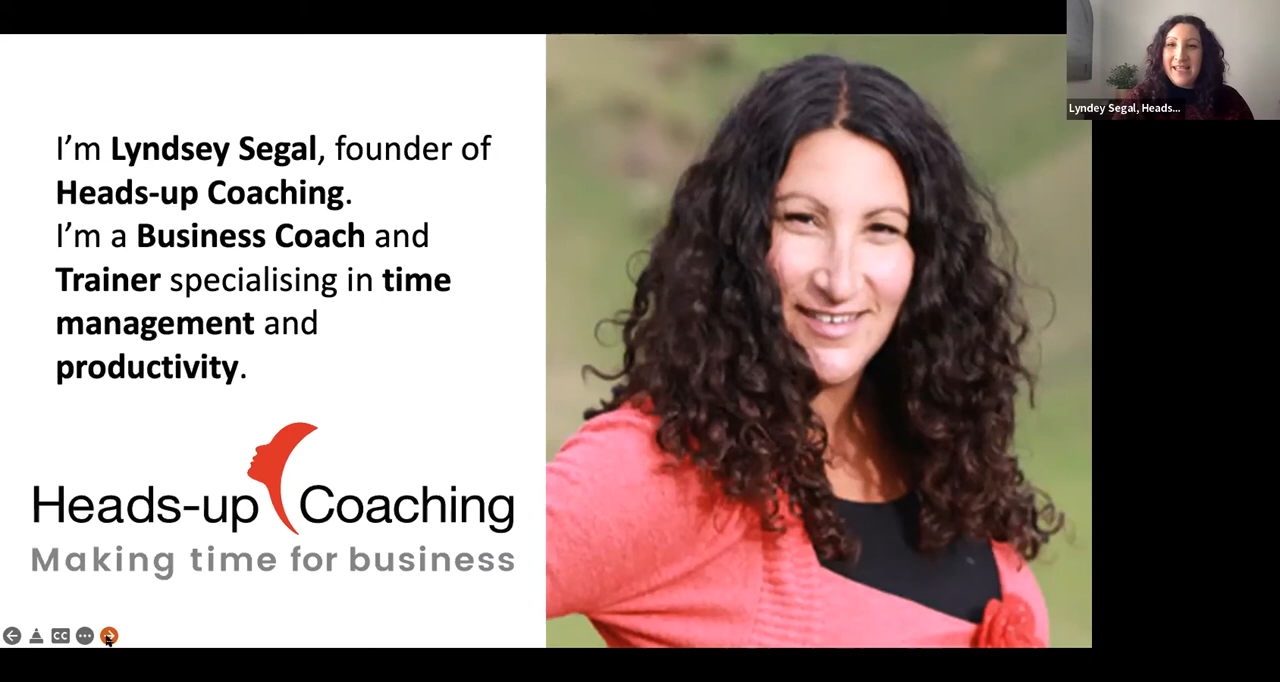 I’m Lyndsey Segal, founder of
Heads-up Coaching.
I’m a Business Coach and
Trainer specialising in time
management and
productivity.
Heads-up Coaching
Making time for business
CC
Lyndey Segal, Heads...